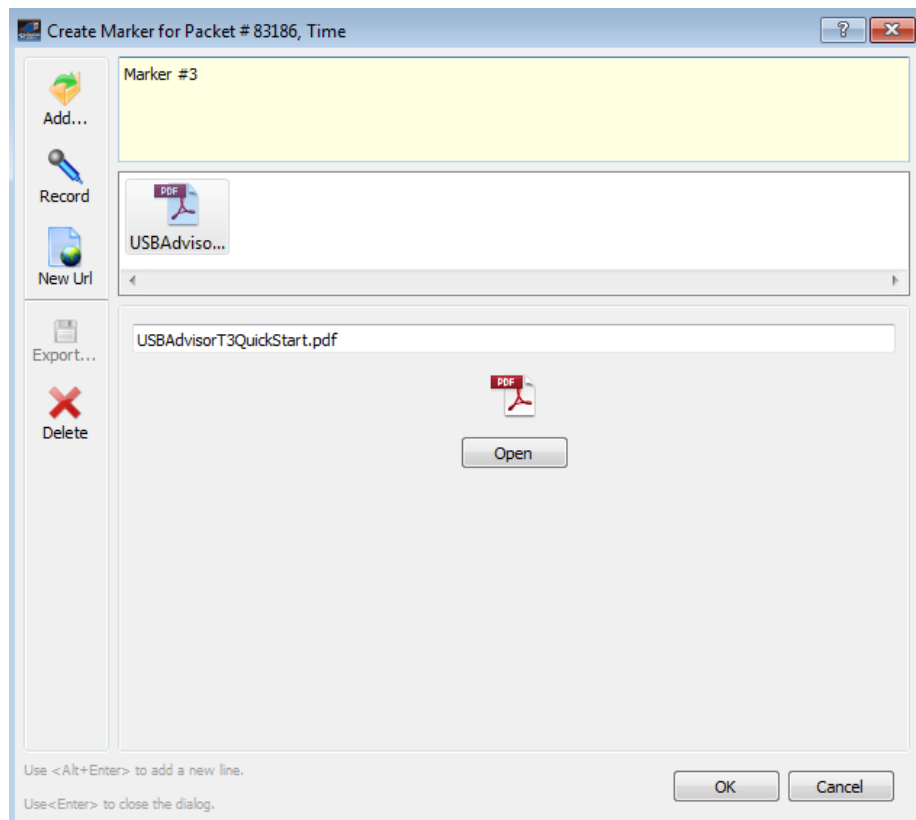 Create Marker for Packet # 83186, Time
Marker #3
Add...
Record
PDF
USBAdviso...
New Url
Export...
USBAdvisorT3QuickStart.pdf
PDF
Delete
Open
Use <Alt+Enter> to add a new line.
OK
Cancel
Use<Enter> to close the dialog.